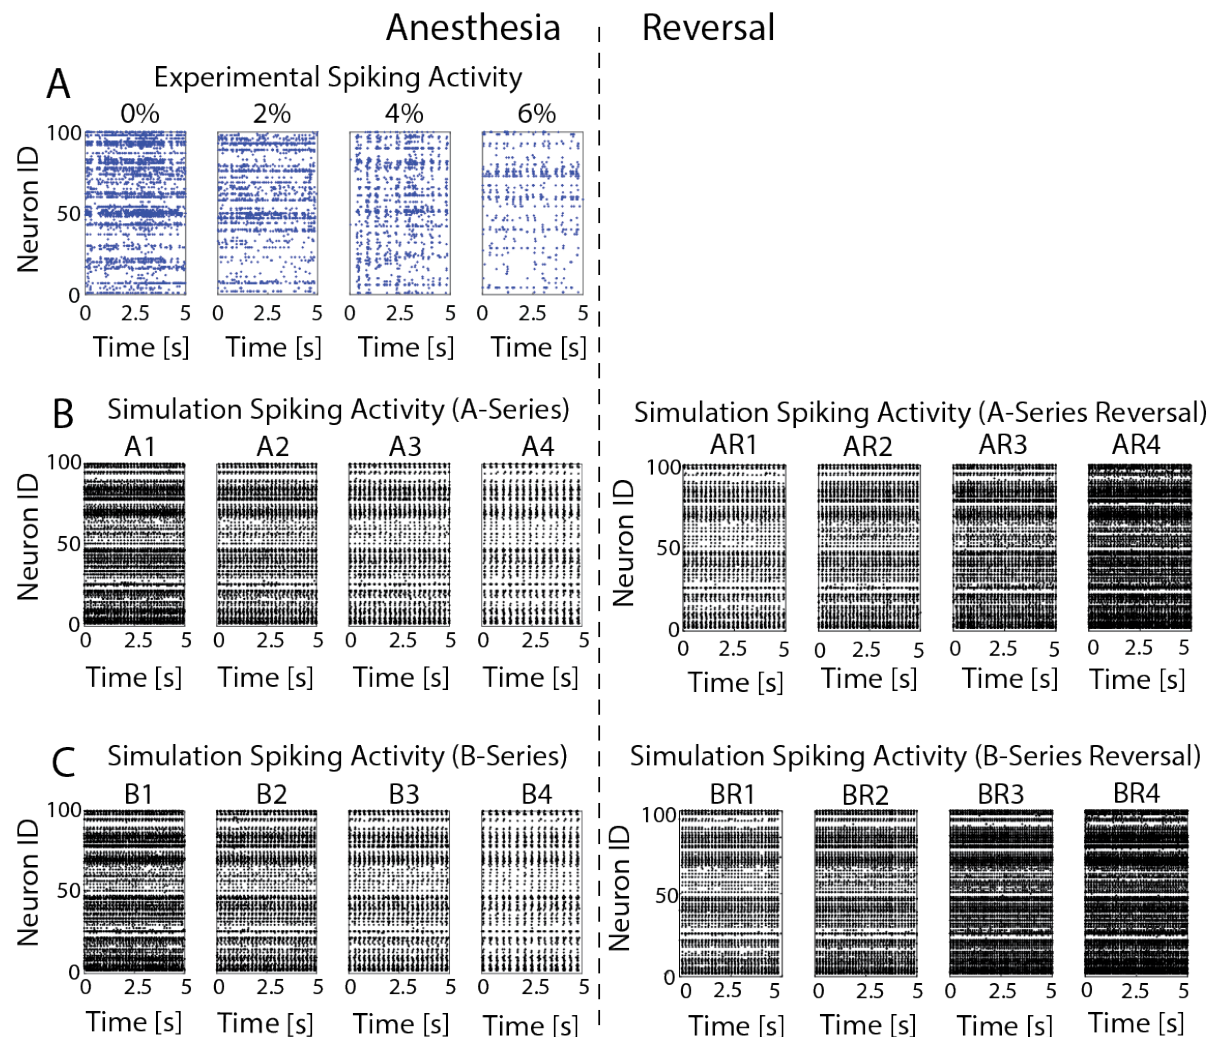 Anesthesia Reversal
A Experimental Spiking Activity
0% 2% 4% 6%
Neuron ID
100
50
0
0 2.5 5 0 2.5 5 0 2.5 5 0 2.5 5
Time [s] Time [s] Time [s] Time [s]
B Simulation Spiking Activity (A-Series)
A1 A2 A3 A4
Neuron ID
100
50
0
0 2.5 5 0 2.5 5 0 2.5 5 0 2.5 5
Time [s] Time [s] Time [s] Time [s]
Simulation Spiking Activity (A-Series Reversal)
AR1 AR2 AR3 AR4
Neuron ID
100
50
0
0 2.5 5 0 2.5 5 0 2.5 5 0 2.5 5
Time [s] Time [s] Time [s] Time [s]
C Simulation Spiking Activity (B-Series)
B1 B2 B3 B4
Neuron ID
100
50
0
0 2.5 5 0 2.5 5 0 2.5 5 0 2.5 5
Time [s] Time [s] Time [s] Time [s]
Simulation Spiking Activity (B-Series Reversal)
BR1 BR2 BR3 BR4
Neuron ID
100
50
0
0 2.5 5 0 2.5 5 0 2.5 5 0 2.5 5
Time [s] Time [s] Time [s] Time [s]